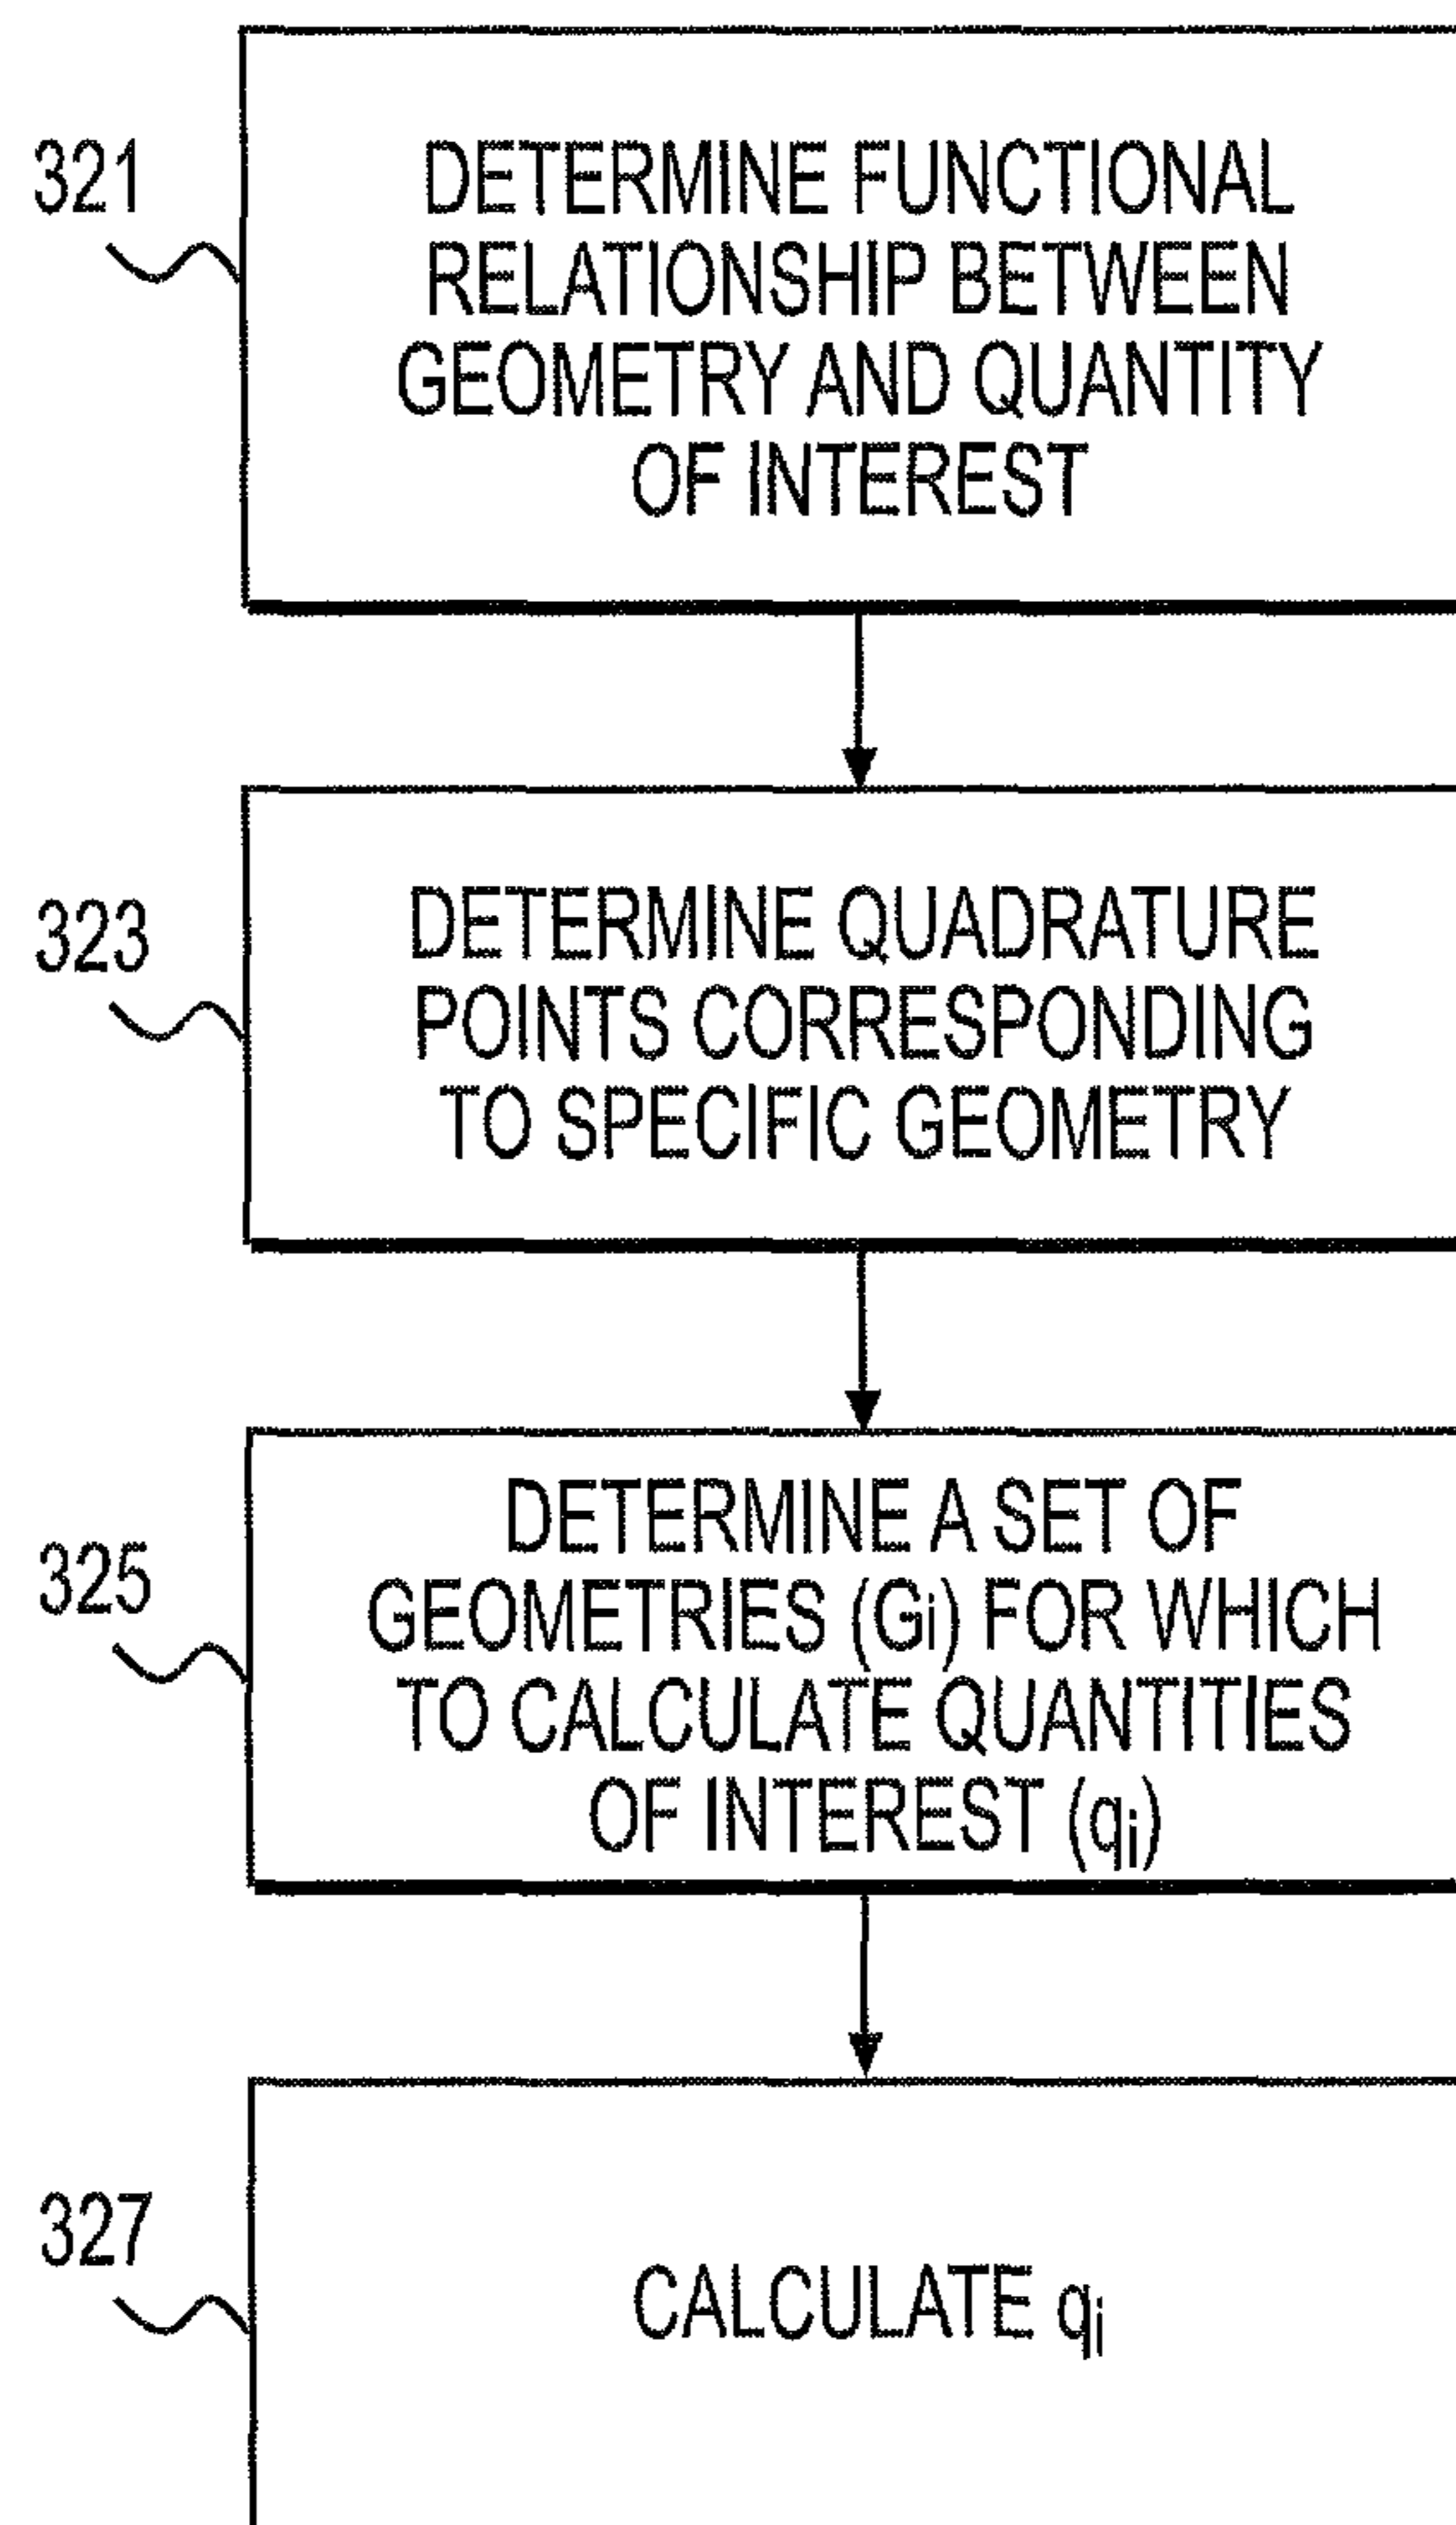 321
DETERMINE FUNCTIONAL
RELATIONSHIP BETWEEN
GEOMETRY AND QUANTITY
OF INTEREST
323
DETERMINE QUADRATURE
POINTS CORRESPONDING
TO SPECIFIC GEOMETRY
325
DETERMINE A SET OF
GEOMETRIES (Gi) FOR WHICH
TO CALCULATE QUANTITIES
OF INTEREST (qi)
327
CALCULATE qi